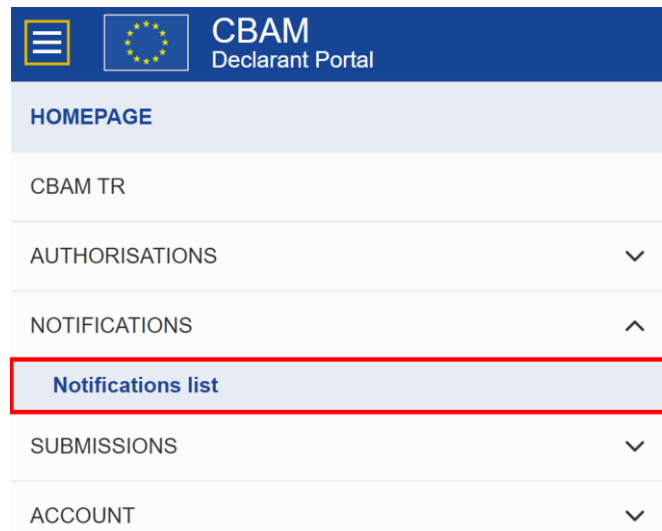 CBAM
Declarant Portal
HOMEPAGE
CBAM TR
AUTHORISATIONS
NOTIFICATIONS
Notifications list
SUBMISSIONS
ACCOUNT